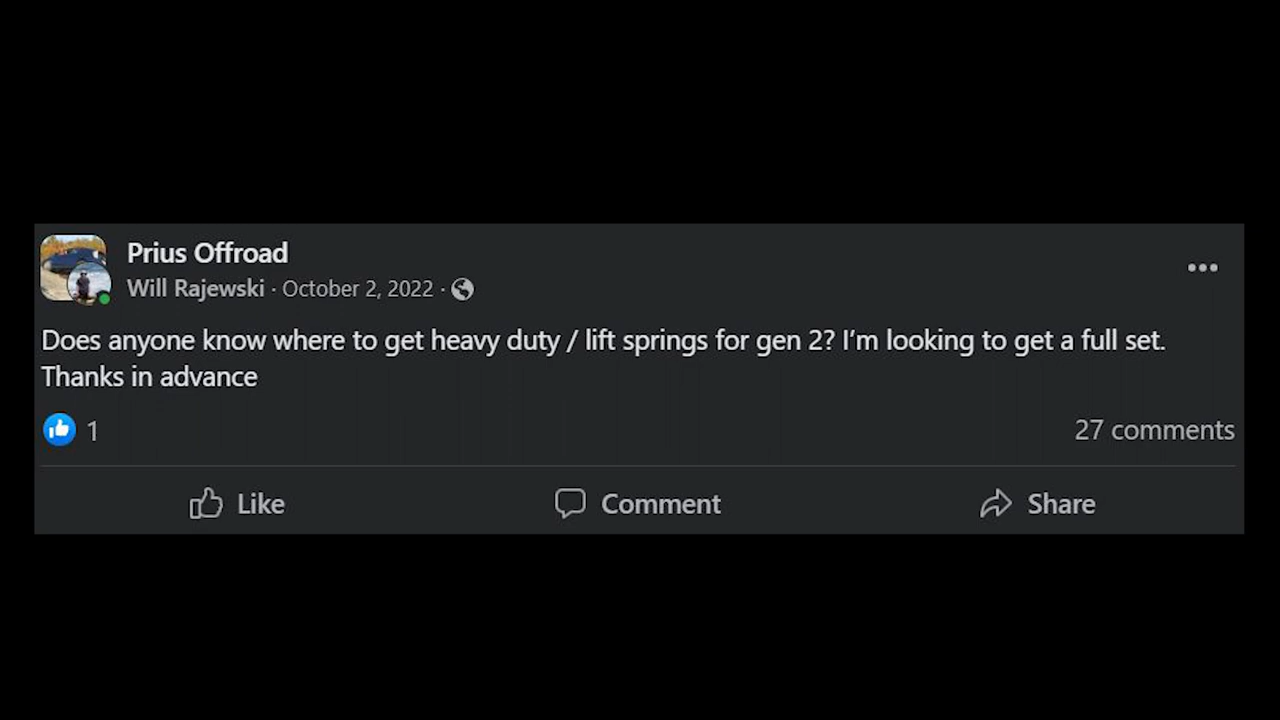 Prius Offroad
Will Rajewski · October 2, 2022 ·
Does anyone know where to get heavy duty / lift springs for gen 2? I’m looking to get a full set.
Thanks in advance
1
27 comments
Like
Comment
Share